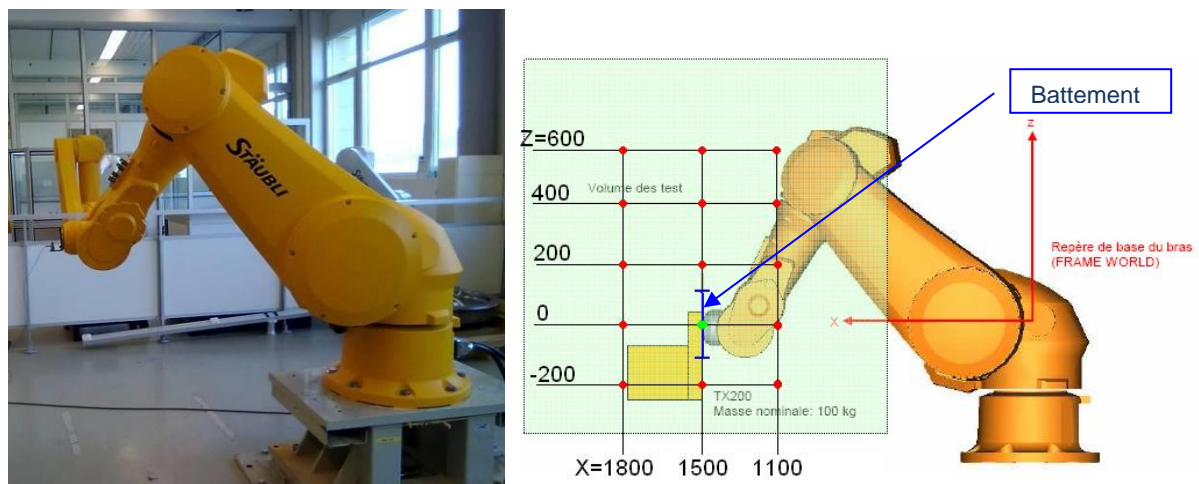 STÄUBLI
Battement
z
Z=600
Volume des test
400
200
Repère de base du bras
(FRAME WORLD)
0
X
-200
TX200
Masse nominale: 100 kg
X=1800 1500 1100